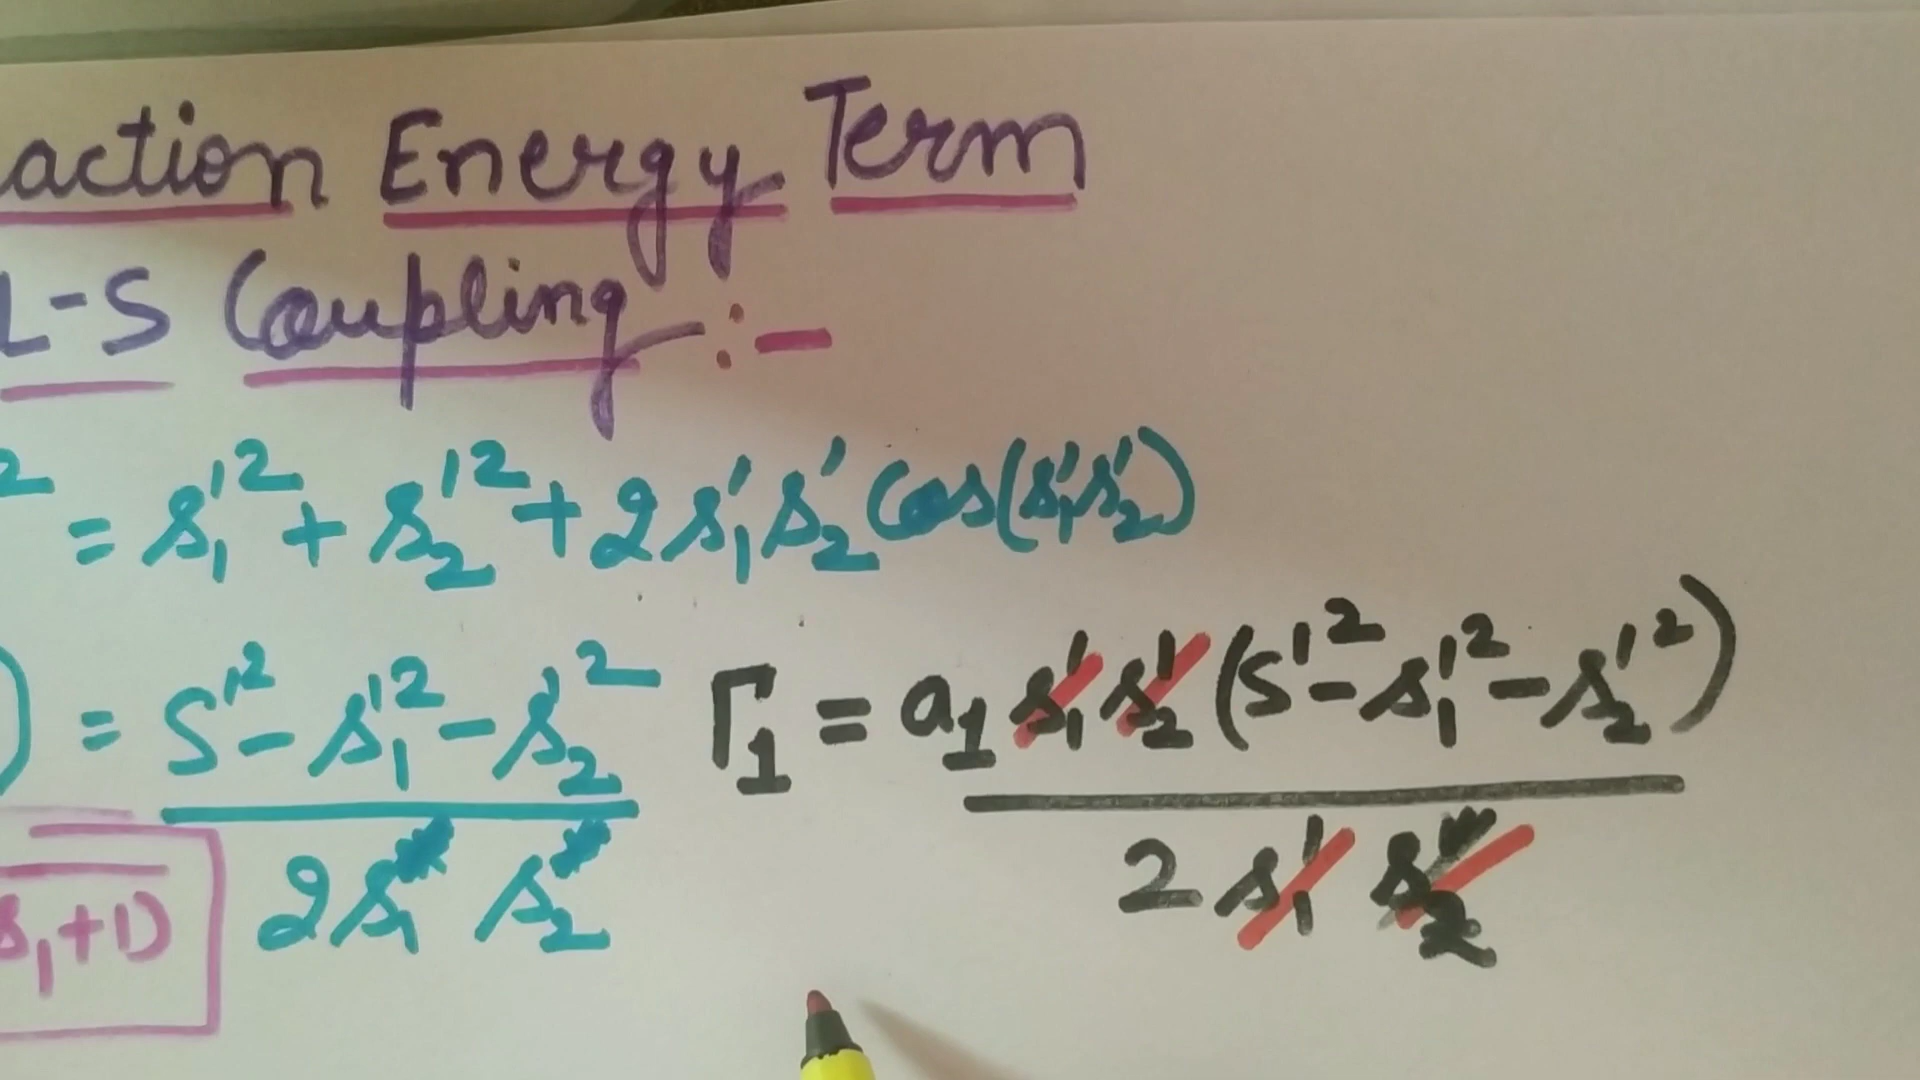 action Energy Term
L-S Coupling :-
2 = s₁'² + s₂'² + 2s₁'s₂' Cos(s₁'s₂')
) = S'² - s₁'² - s₂'²
2s₁ s₂
s₁+1)
Γ₁ = a₁ s₁' s₂' (S'² - s₁'² - s₂'²)
2 s₁' s₂'